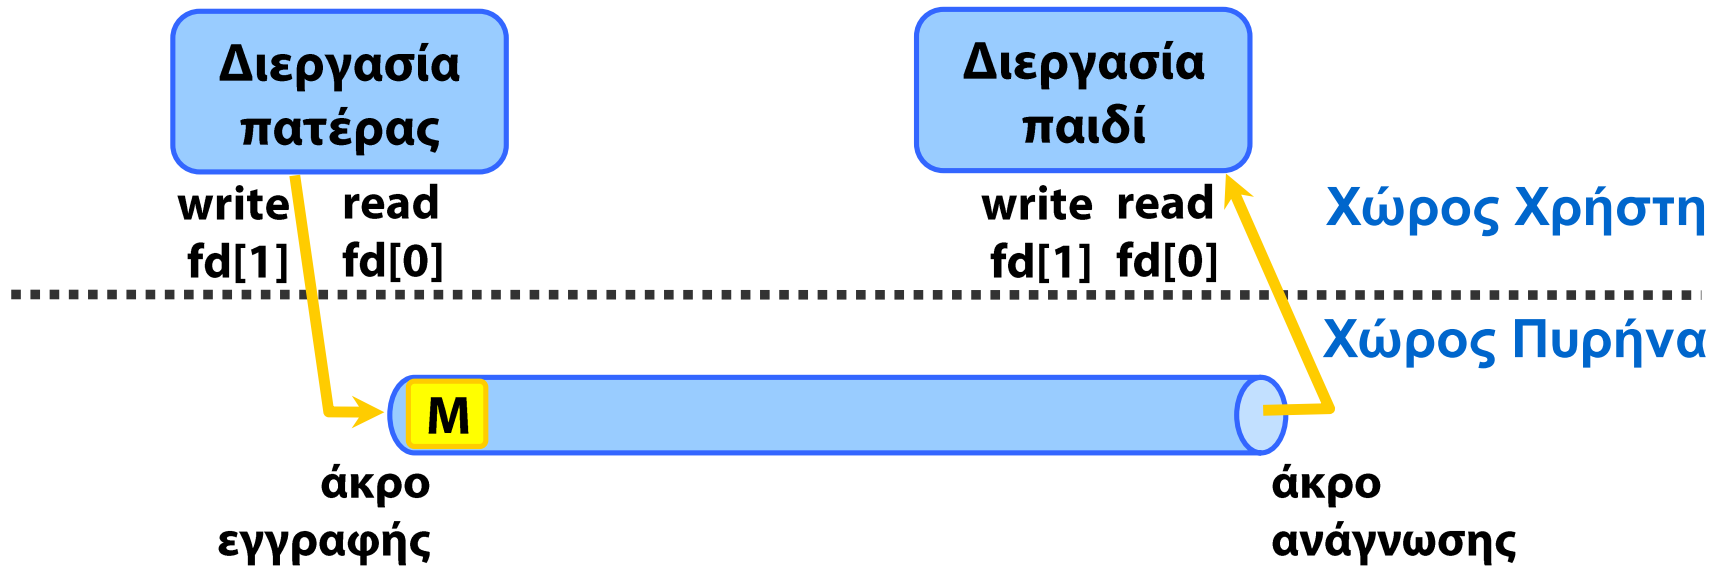 Διεργασία
πατέρας
Διεργασία
παιδί
write read
fd[1] fd[0]
write read
fd[1] fd[0]
Χώρος Χρήστη
Χώρος Πυρήνα
M
άκρο
εγγραφής
άκρο
ανάγνωσης